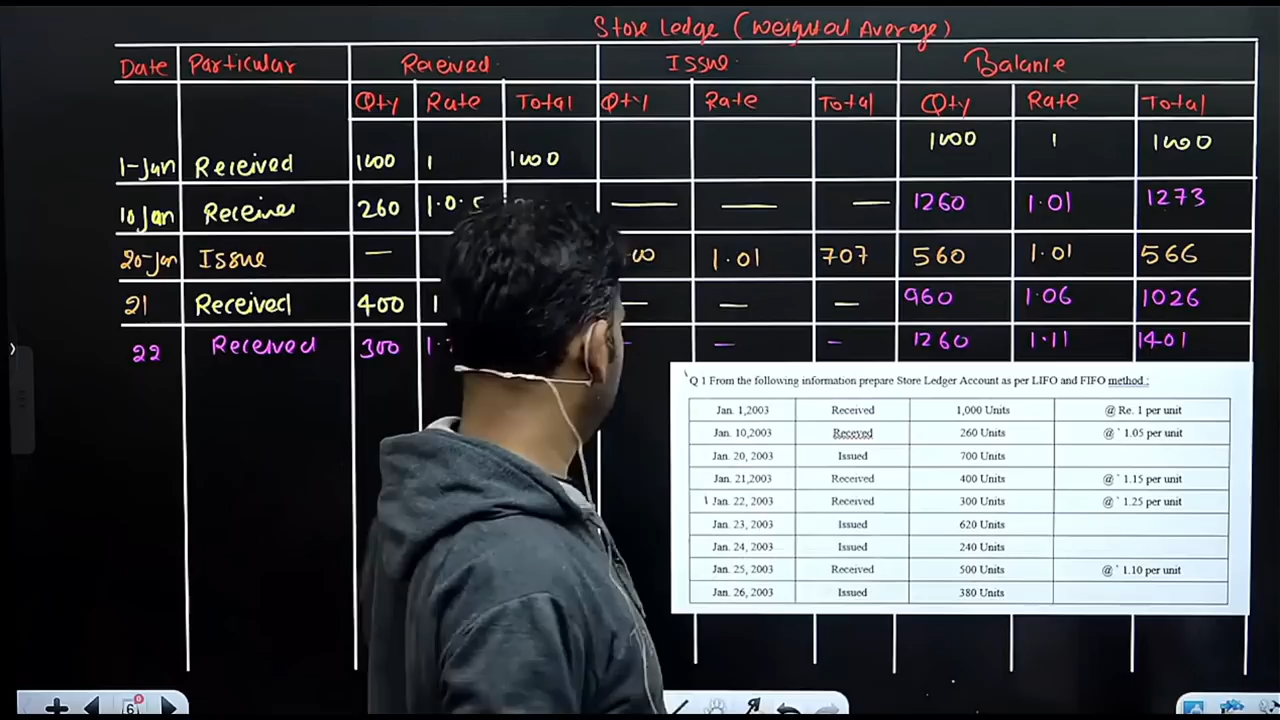 Store Ledge (Weighted Average)
Date Particular Received Issue Balance
Qty Rate Total Qty Rate Total Qty Rate Total
1-Jan Received 1000 1 1000 1000 1 1000
10 Jan Receives 260 1.05 — — — 1260 1.01 1273
20-Jan Issue — 1.01 707 560 1.01 566
21 Received 400 — — — 960 1.06 1026
22 Received 300 - — - 1260 1.11 1401
Q 1 From the following information prepare Store Ledger Account as per LIFO and FIFO method :
Jan. 1,2003 Received 1,000 Units @ Re. 1 per unit
Jan. 10,2003 Receved 260 Units @ ` 1.05 per unit
Jan. 20, 2003 Issued 700 Units
Jan. 21,2003 Received 400 Units @ ` 1.15 per unit
Jan. 22, 2003 Received 300 Units @ ` 1.25 per unit
Jan. 23, 2003 Issued 620 Units
Jan. 24, 2003 Issued 240 Units
Jan. 25, 2003 Received 500 Units @ ` 1.10 per unit
Jan. 26, 2003 Issued 380 Units
6